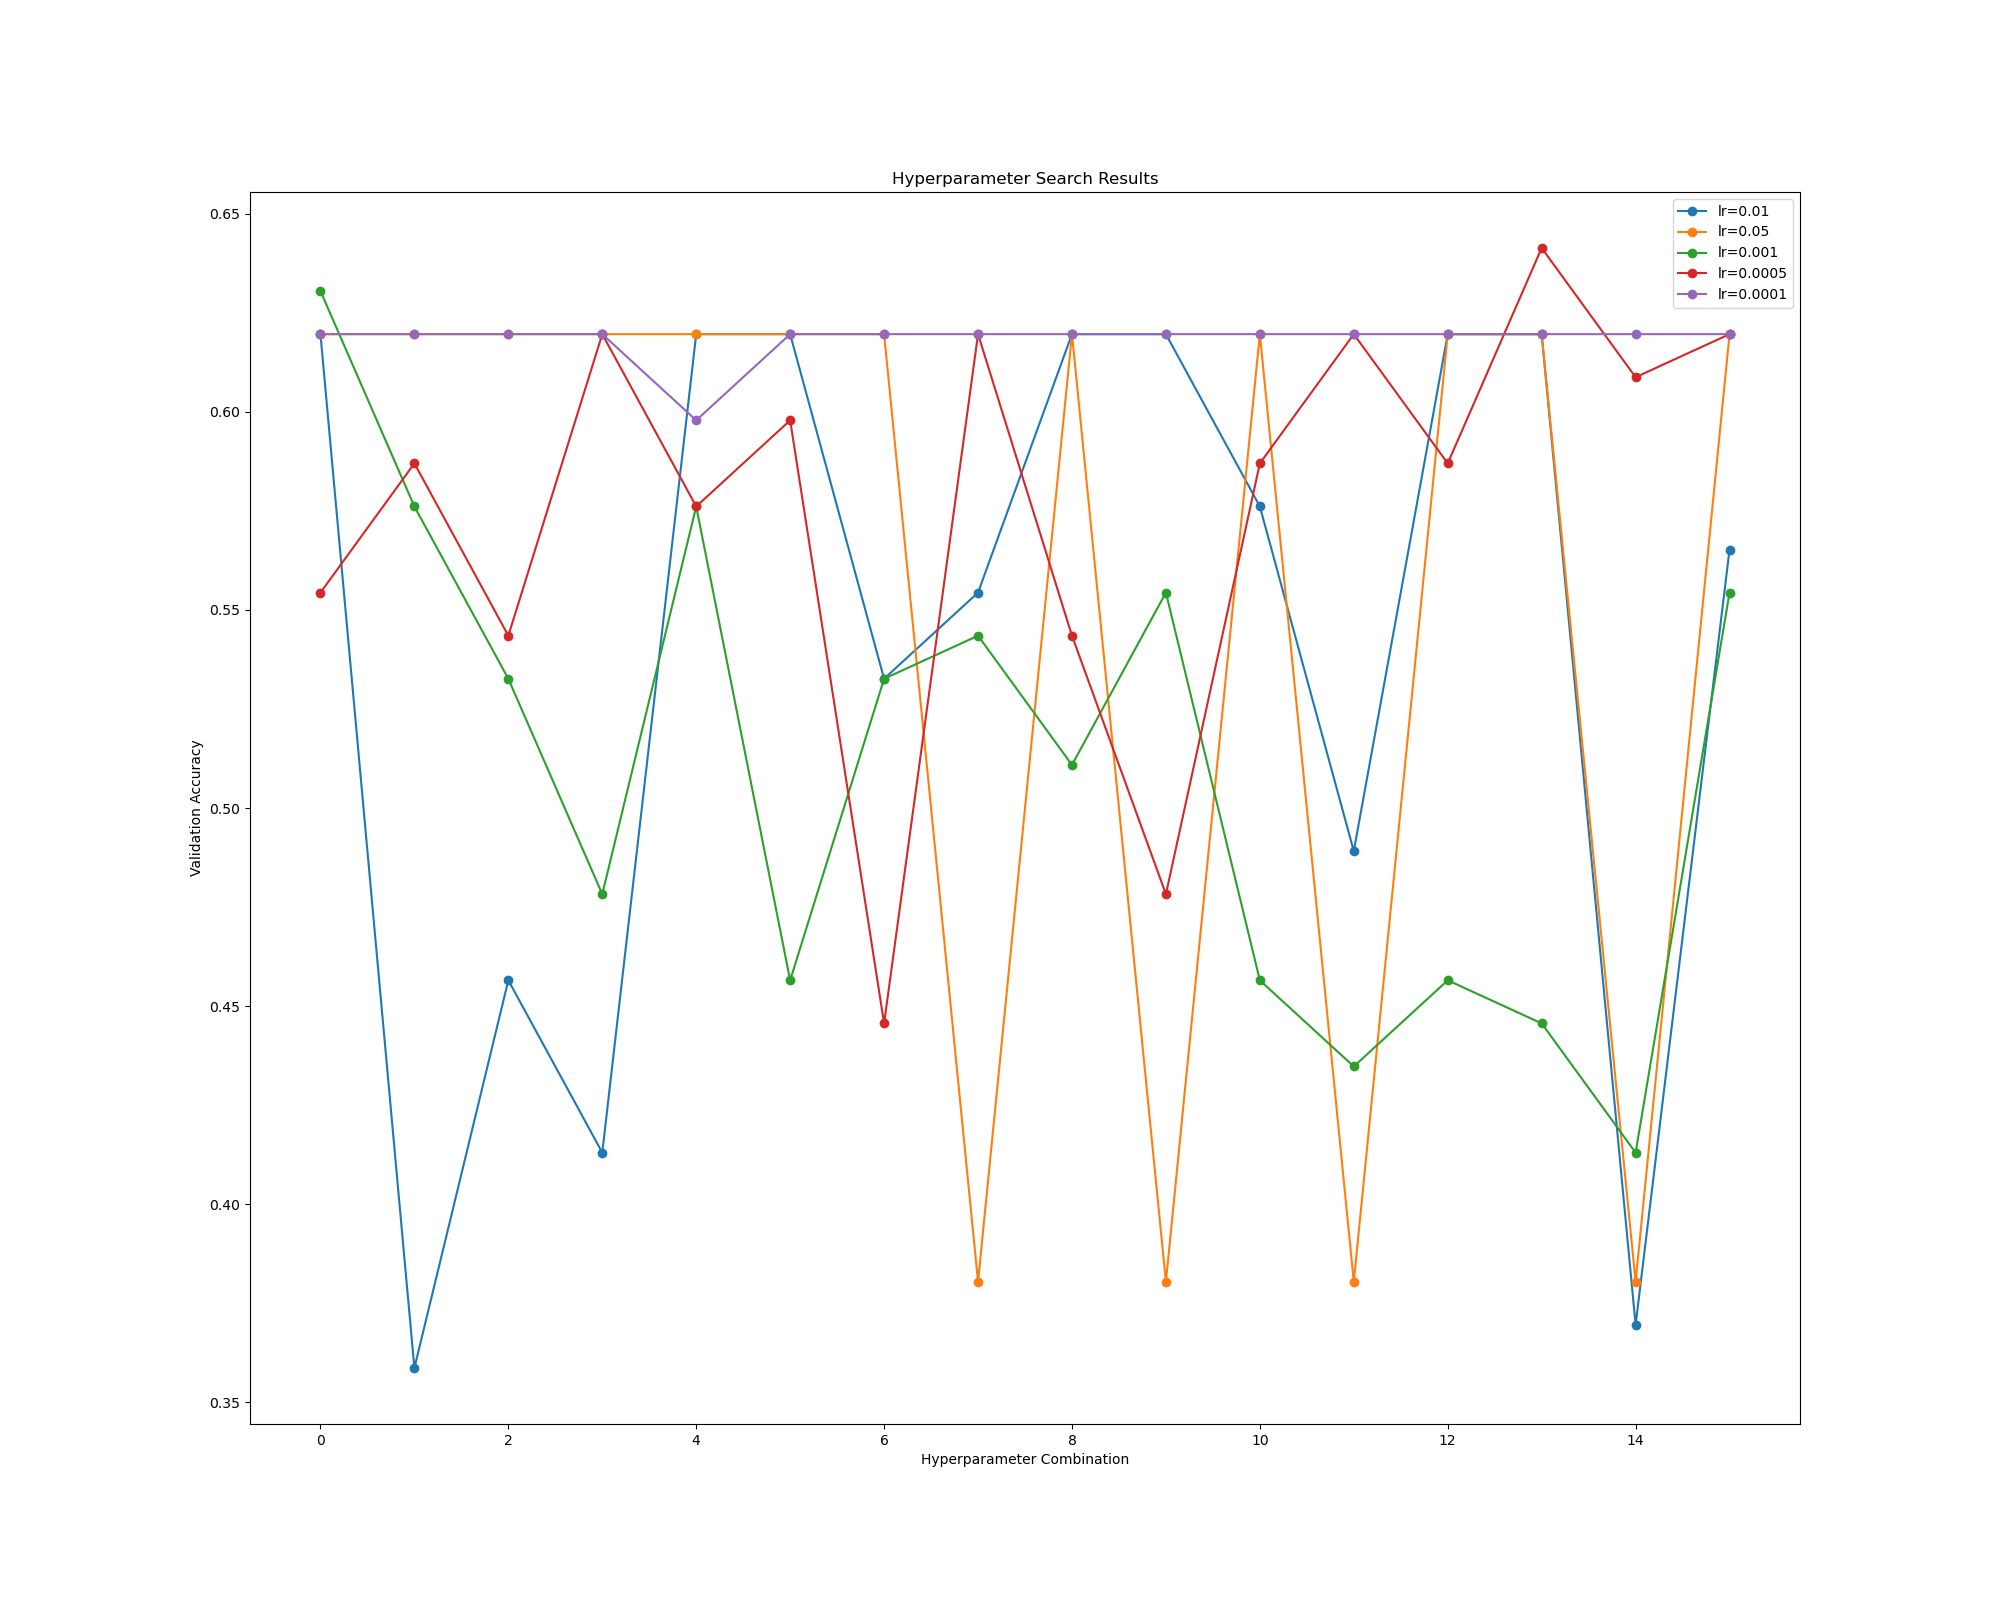 Hyperparameter Search Results
lr=0.01
lr=0.05
lr=0.001
lr=0.0005
lr=0.0001
0.65
0.60
0.55
0.50
0.45
0.40
0.35
Validation Accuracy
0 2 4 6 8 10 12 14
Hyperparameter Combination